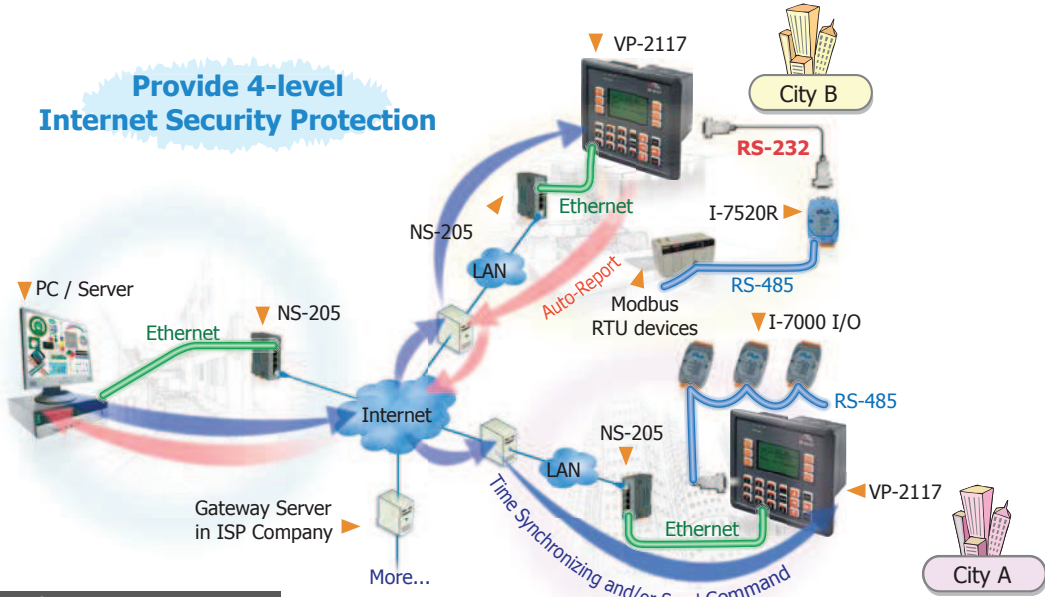 Provide 4-level
Internet Security Protection
VP-2117
City B
RS-232
I-7520R
Ethernet
NS-205
LAN
RS-485
Modbus
RTU devices
Auto-Report
PC / Server
NS-205
Ethernet
I-7000 I/O
RS-485
Internet
NS-205
LAN
VP-2117
Gateway Server
in ISP Company
Ethernet
Time Synchronizing and/or Send Command
More...
City A